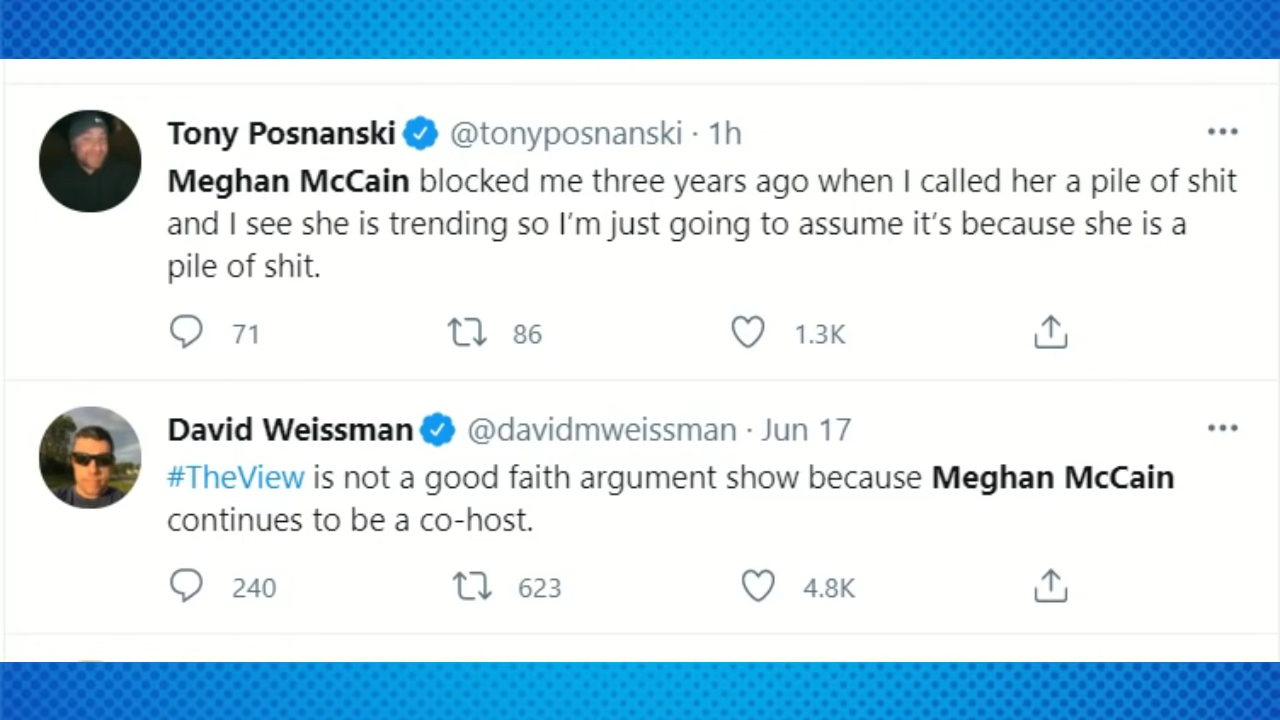 Tony Posnanski @tonyposnanski · 1h
Meghan McCain blocked me three years ago when I called her a pile of shit
and I see she is trending so I’m just going to assume it’s because she is a
pile of shit.
71 86 1.3K
David Weissman @davidmweissman · Jun 17
#TheView is not a good faith argument show because Meghan McCain
continues to be a co-host.
240 623 4.8K